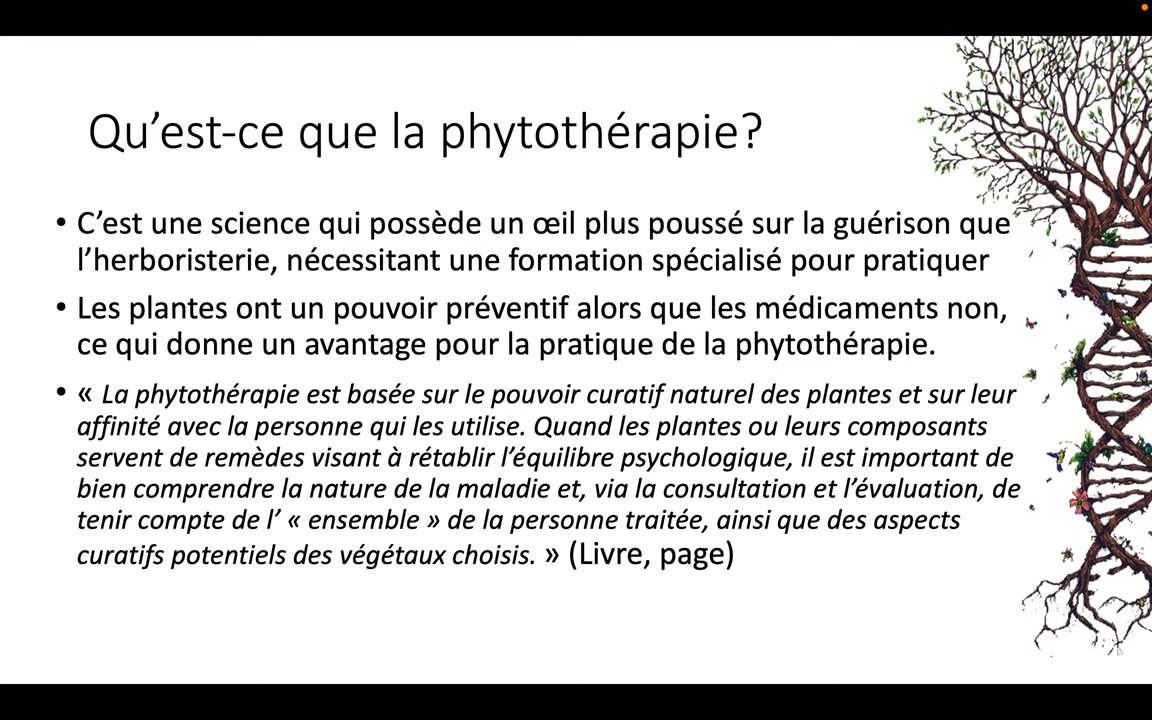 Qu’est-ce que la phytothérapie?
• C’est une science qui possède un œil plus poussé sur la guérison que
l’herboristerie, nécessitant une formation spécialisé pour pratiquer
• Les plantes ont un pouvoir préventif alors que les médicaments non,
ce qui donne un avantage pour la pratique de la phytothérapie.
• « La phytothérapie est basée sur le pouvoir curatif naturel des plantes et sur leur
affinité avec la personne qui les utilise. Quand les plantes ou leurs composants
servent de remèdes visant à rétablir l’équilibre psychologique, il est important de
bien comprendre la nature de la maladie et, via la consultation et l’évaluation, de
tenir compte de l’ « ensemble » de la personne traitée, ainsi que des aspects
curatifs potentiels des végétaux choisis. » (Livre, page)